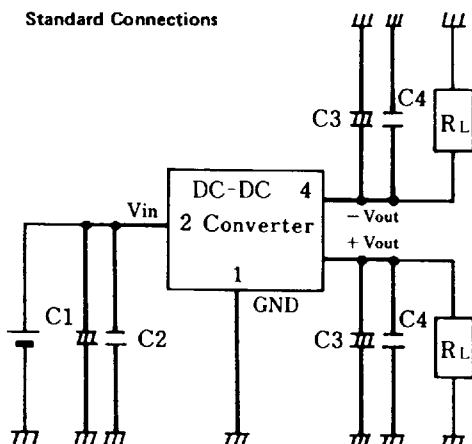 Standard Connections
C3
C4
RL
DC-DC 4
Vin
2 Converter
− Vout
+ Vout
1
GND
C1
C2
C3
C4
RL